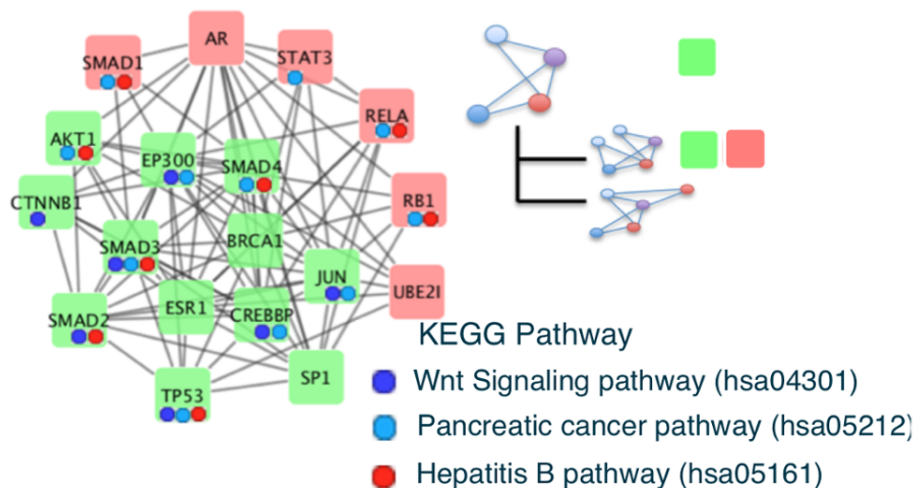 AR
SMAD1
STAT3
RELA
AKT1
EP300
SMAD4
CTNNB1
RB1
SMAD3
BRCA1
JUN
UBE2I
SMAD2
ESR1
CREBBP
SP1
TP53
KEGG Pathway
Wnt Signaling pathway (hsa04301)
Pancreatic cancer pathway (hsa05212)
Hepatitis B pathway (hsa05161)